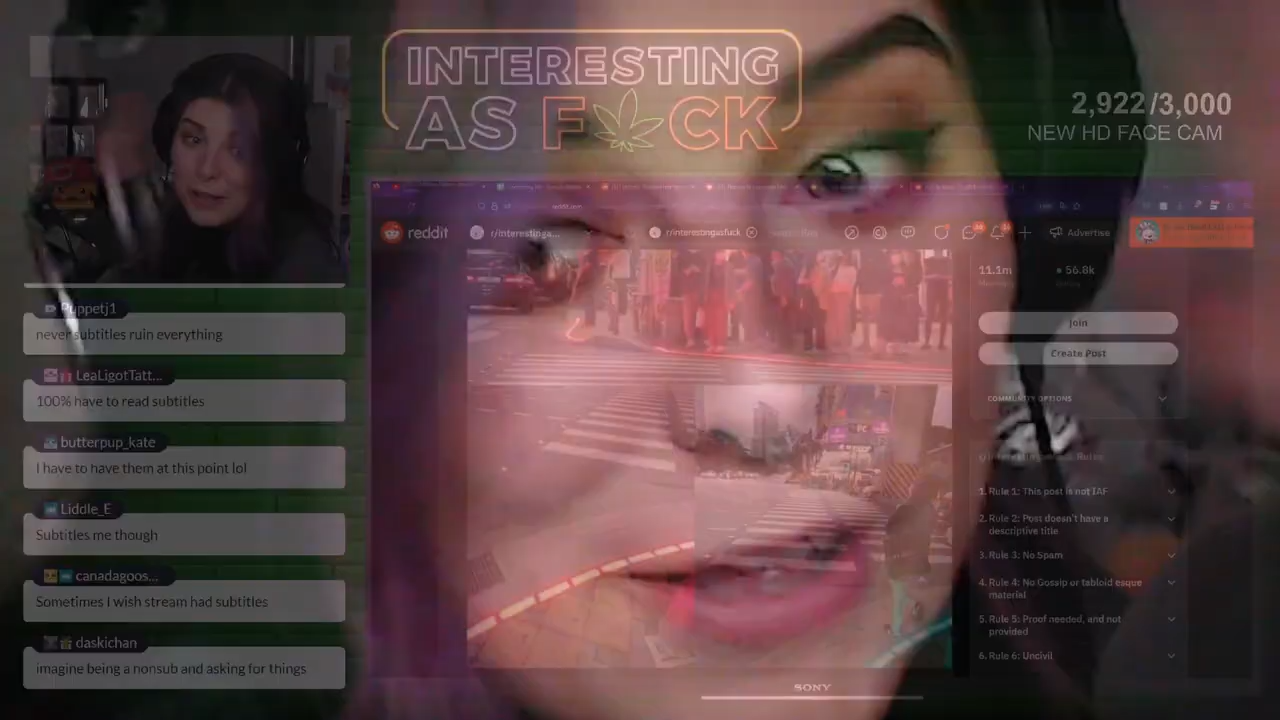 INTERESTING
AS F CK
2,922/3,000
NEW HD FACE CAM
reddit
r/interestinga...
r/interestingasfuck
Advertise
11.1m
56.8k
Join
Create Post
COMMUNITY OPTIONS
1. Rule 1: This post is not IAF
2. Rule 2: Post doesn't have a
descriptive title
3. Rule 3: No Spam
4. Rule 4: No Gossip or tabloid esque
material
5. Rule 5: Proof needed, and not
provided
6. Rule 6: Uncivil
Puppetj1
never subtitles ruin everything
LeaLigotTatt...
100% have to read subtitles
butterpup_kate
I have to have them at this point lol
Liddle_E
Subtitles me though
canadagoos...
Sometimes I wish stream had subtitles
daskichan
imagine being a nonsub and asking for things
SONY